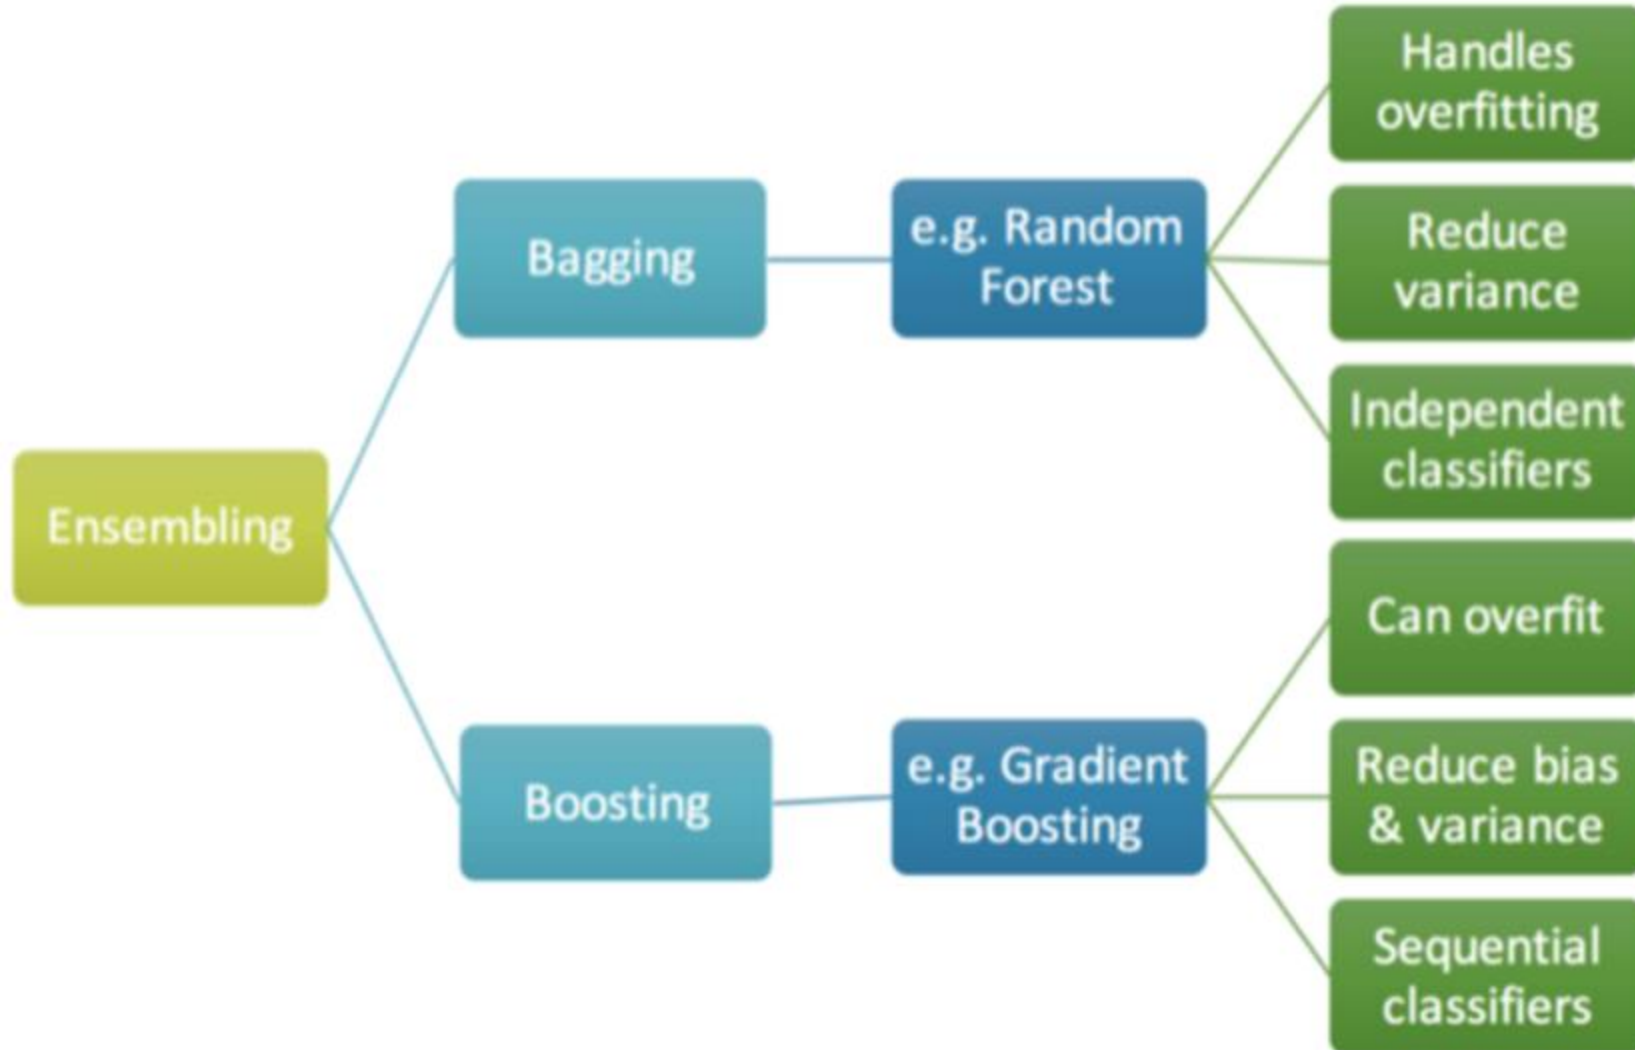 Ensembling
Bagging
e.g. Random
Forest
Handles
overfitting
Reduce
variance
Independent
classifiers
Boosting
e.g. Gradient
Boosting
Can overfit
Reduce bias
& variance
Sequential
classifiers